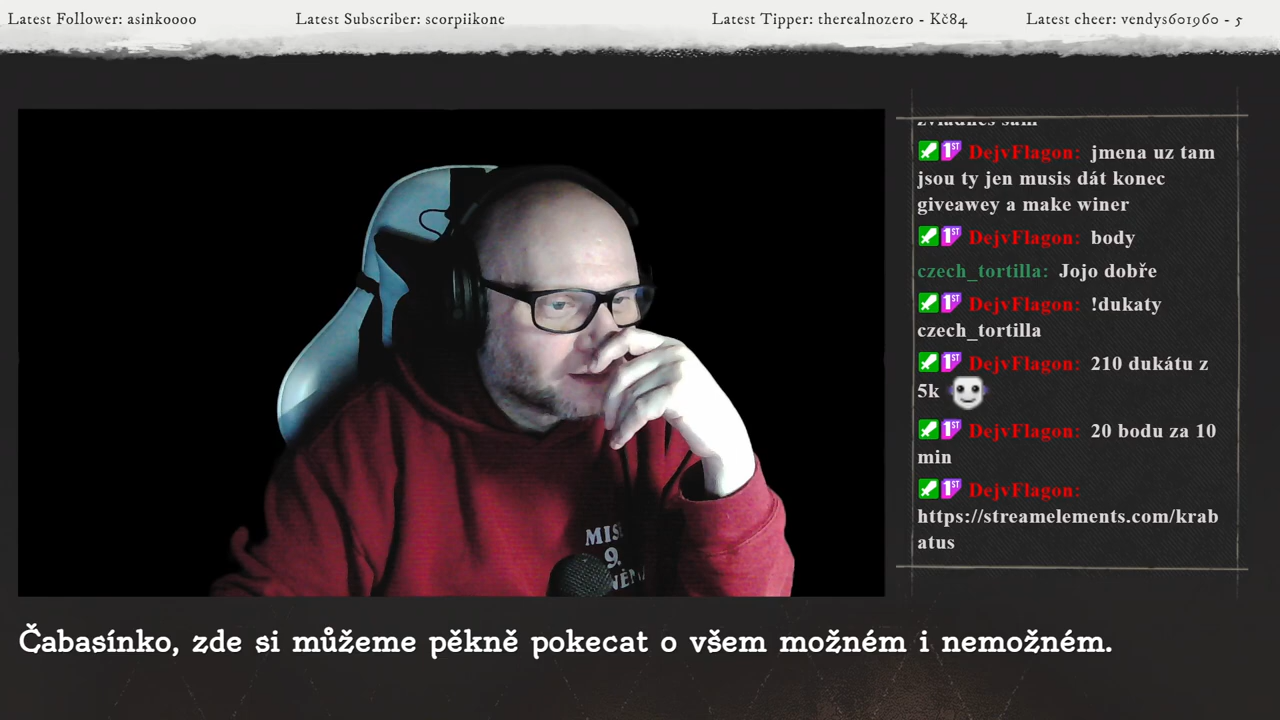 Latest Follower: asinkoooo
Latest Subscriber: scorpiikone
Latest Tipper: therealnozero - Kč84
Latest cheer: vendys601960 - 5
zvládneš sám
DejvFlagon: jmena uz tam
jsou ty jen musis dát konec
giveawey a make winer
DejvFlagon: body
czech_tortilla: Jojo dobře
DejvFlagon: !dukaty
czech_tortilla
DejvFlagon: 210 dukátu z
5k
DejvFlagon: 20 bodu za 10
min
DejvFlagon:
https://streamelements.com/krab
atus
9.
Čabasínko, zde si můžeme pěkně pokecat o všem možném i nemožném.